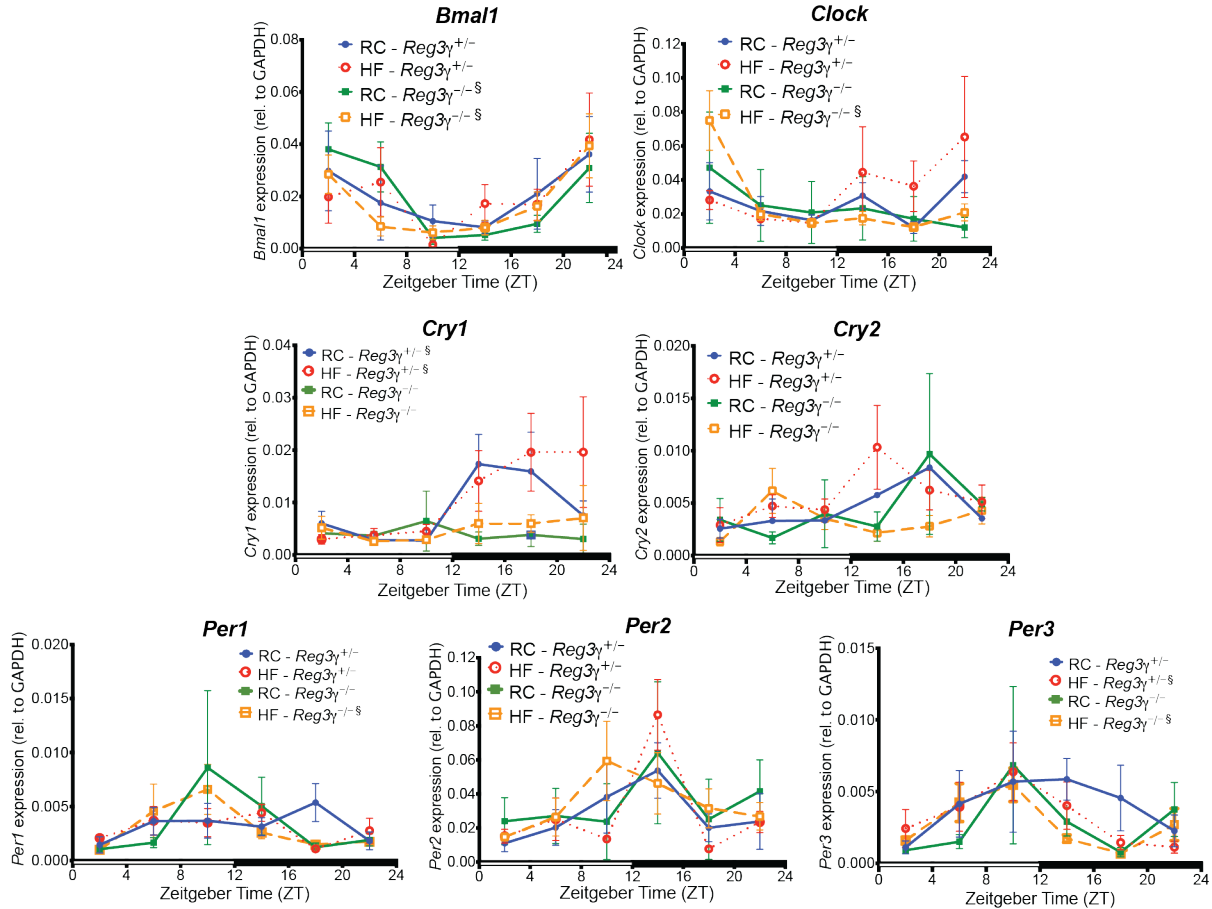 Bmal1
Bmal1 expression (rel. to GAPDH)
0.08
0.06
0.04
0.02
0.00
RC - Reg3γ+/−
HF - Reg3γ+/−
RC - Reg3γ−/− §
HF - Reg3γ−/− §
0 4 8 12 16 20 24
Zeitgeber Time (ZT)
Clock
Clock expression (rel. to GAPDH)
0.12
0.10
0.08
0.06
0.04
0.02
0.00
RC - Reg3γ+/−
HF - Reg3γ+/−
RC - Reg3γ−/−
HF - Reg3γ−/− §
0 4 8 12 16 20 24
Zeitgeber Time (ZT)
Cry1
Cry1 expression (rel. to GAPDH)
0.04
0.03
0.02
0.01
0.00
RC - Reg3γ+/− §
HF - Reg3γ+/− §
RC - Reg3γ−/−
HF - Reg3γ−/−
0 4 8 12 16 20 24
Zeitgeber Time (ZT)
Cry2
Cry2 expression (rel. to GAPDH)
0.020
0.015
0.010
0.005
0.000
RC - Reg3γ+/−
HF - Reg3γ+/−
RC - Reg3γ−/−
HF - Reg3γ−/−
0 4 8 12 16 20 24
Zeitgeber Time (ZT)
Per1
Per1 expression (rel. to GAPDH)
0.020
0.015
0.010
0.005
0.000
RC - Reg3γ+/−
HF - Reg3γ+/−
RC - Reg3γ−/−
HF - Reg3γ−/− §
0 4 8 12 16 20 24
Zeitgeber Time (ZT)
Per2
Per2 expression (rel. to GAPDH)
0.12
0.10
0.08
0.06
0.04
0.02
0.00
RC - Reg3γ+/−
HF - Reg3γ+/−
RC - Reg3γ−/−
HF - Reg3γ−/−
0 4 8 12 16 20 24
Zeitgeber Time (ZT)
Per3
Per3 expression (rel. to GAPDH)
0.015
0.010
0.005
0.000
RC - Reg3γ+/−
HF - Reg3γ+/−§
RC - Reg3γ−/−
HF - Reg3γ−/− §
0 4 8 12 16 20 24
Zeitgeber Time (ZT)